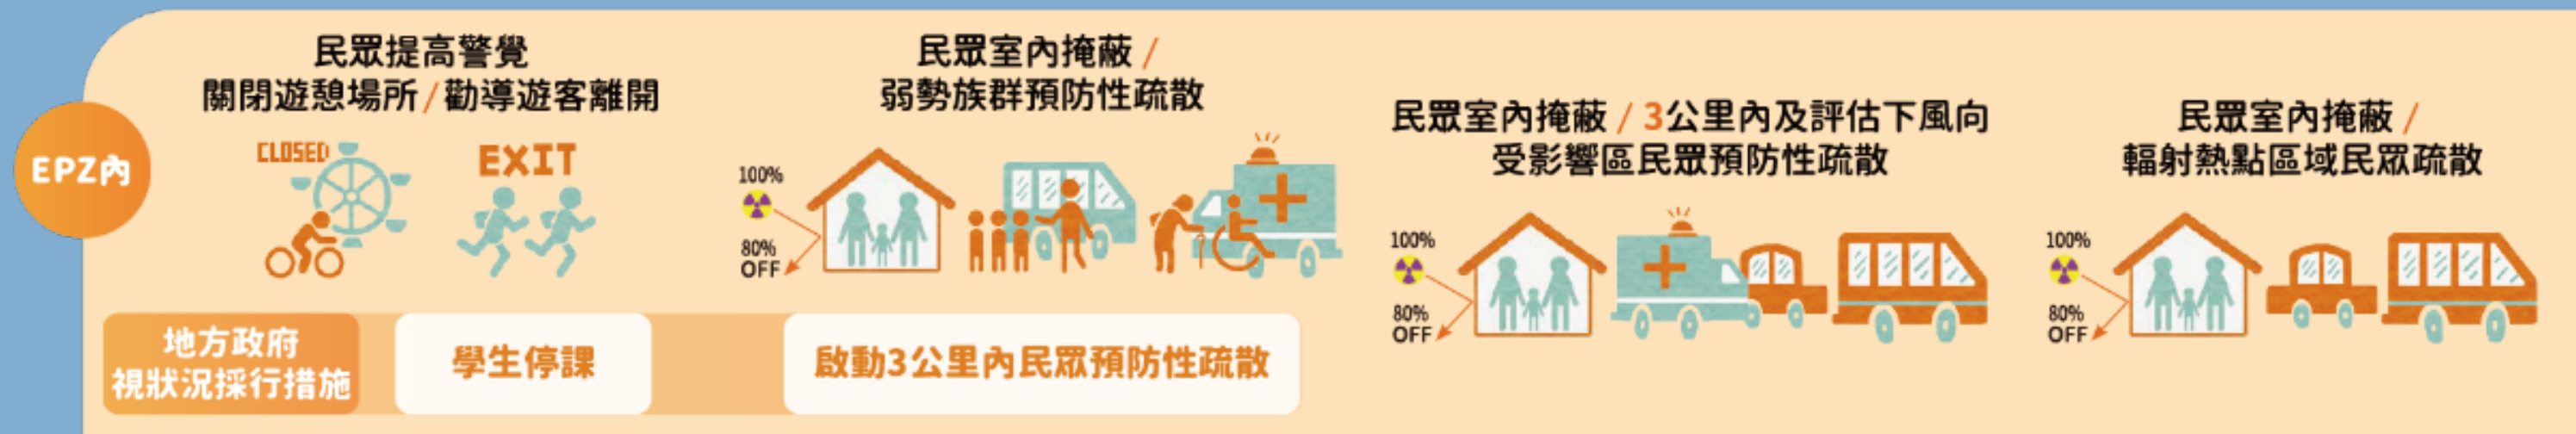 EPZ內
民眾提高警覺
關閉遊憩場所/勸導遊客離開
CLOSED
EXIT
民眾室內掩蔽/
弱勢族群預防性疏散
100%
80%
OFF
民眾室內掩蔽/3公里內及評估下風向
受影響區民眾預防性疏散
100%
80%
OFF
民眾室內掩蔽/
輻射熱點區域民眾疏散
100%
80%
OFF
地方政府
視狀況採行措施
學生停課
啟動3公里內民眾預防性疏散